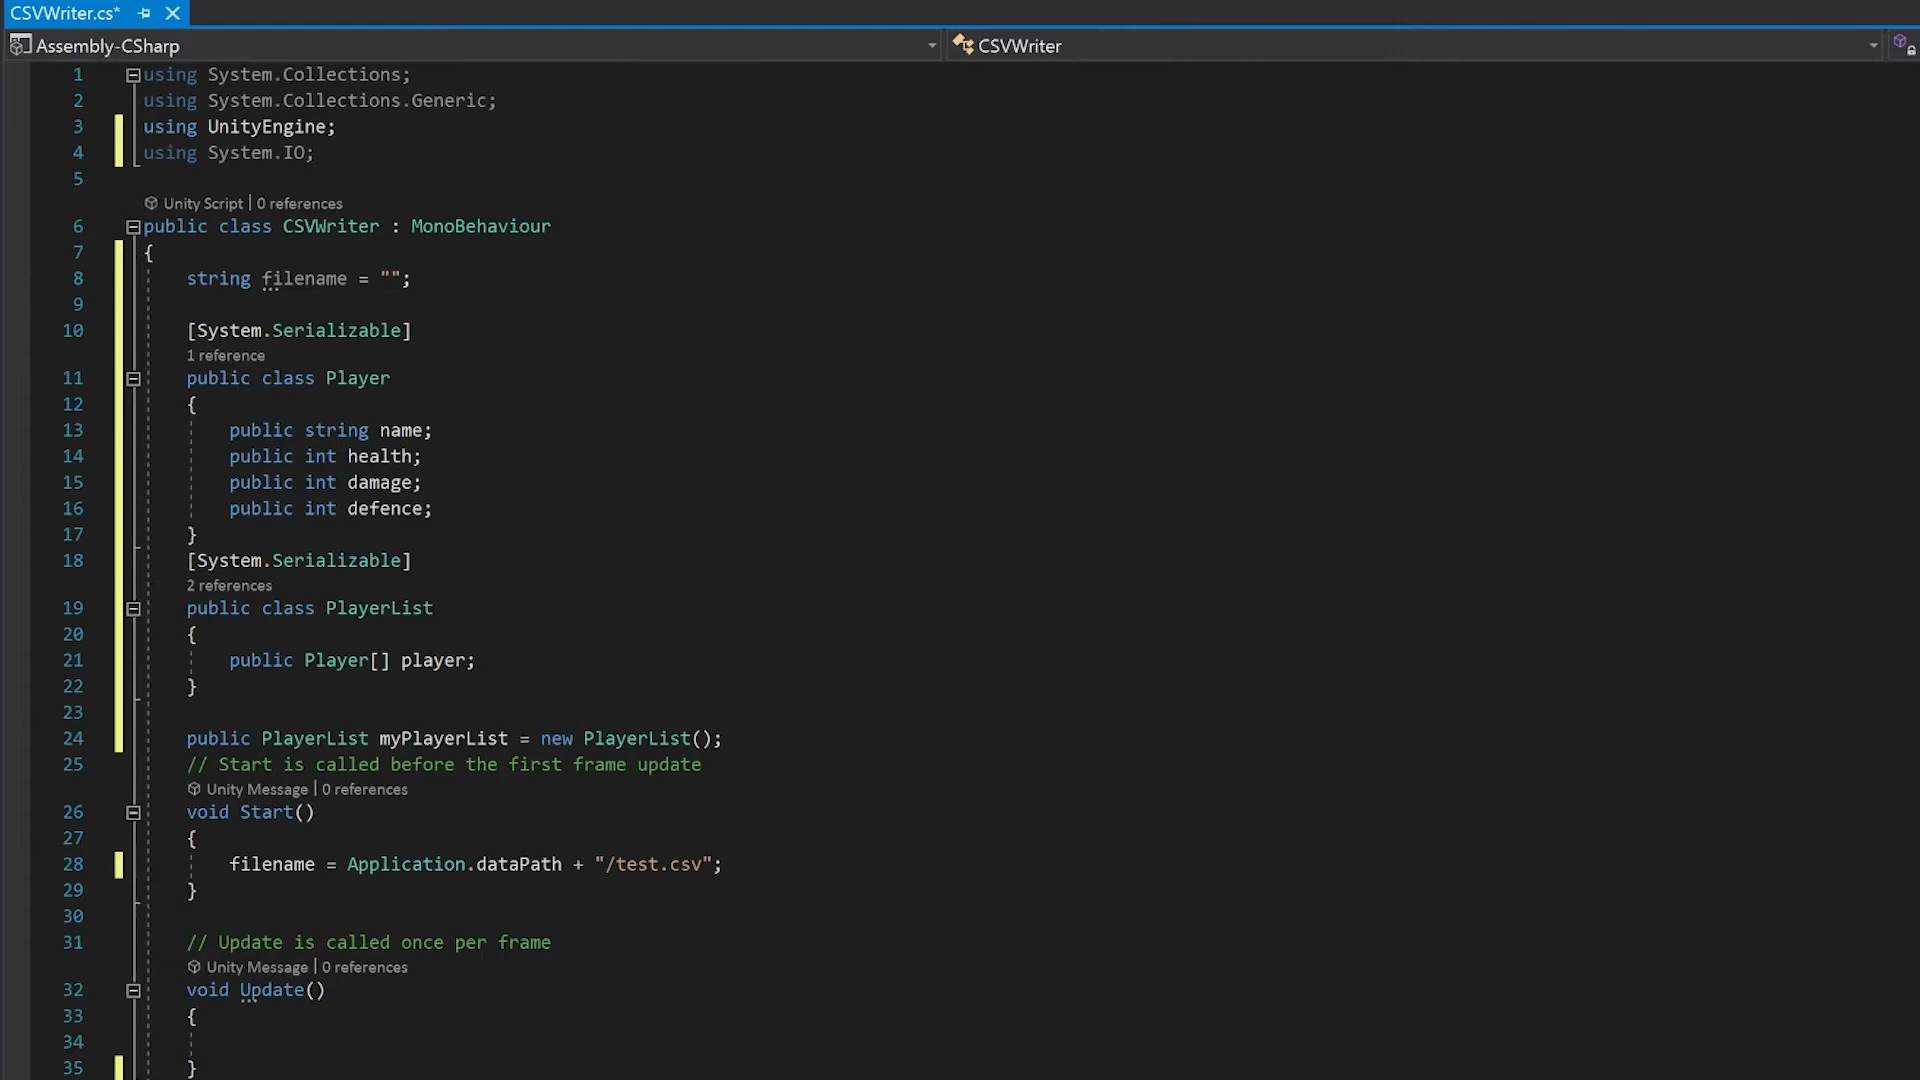 CSVWriter.cs*
Assembly-CSharp
CSVWriter
1 using System.Collections;
2 using System.Collections.Generic;
3 using UnityEngine;
4 using System.IO;
5
Unity Script | 0 references
6 public class CSVWriter : MonoBehaviour
7 {
8 string filename = "";
9
10 [System.Serializable]
1 reference
11 public class Player
12 {
13 public string name;
14 public int health;
15 public int damage;
16 public int defence;
17 }
18 [System.Serializable]
2 references
19 public class PlayerList
20 {
21 public Player[] player;
22 }
23
24 public PlayerList myPlayerList = new PlayerList();
25 // Start is called before the first frame update
Unity Message | 0 references
26 void Start()
27 {
28 filename = Application.dataPath + "/test.csv";
29 }
30
31 // Update is called once per frame
Unity Message | 0 references
32 void Update()
33 {
34
35 }